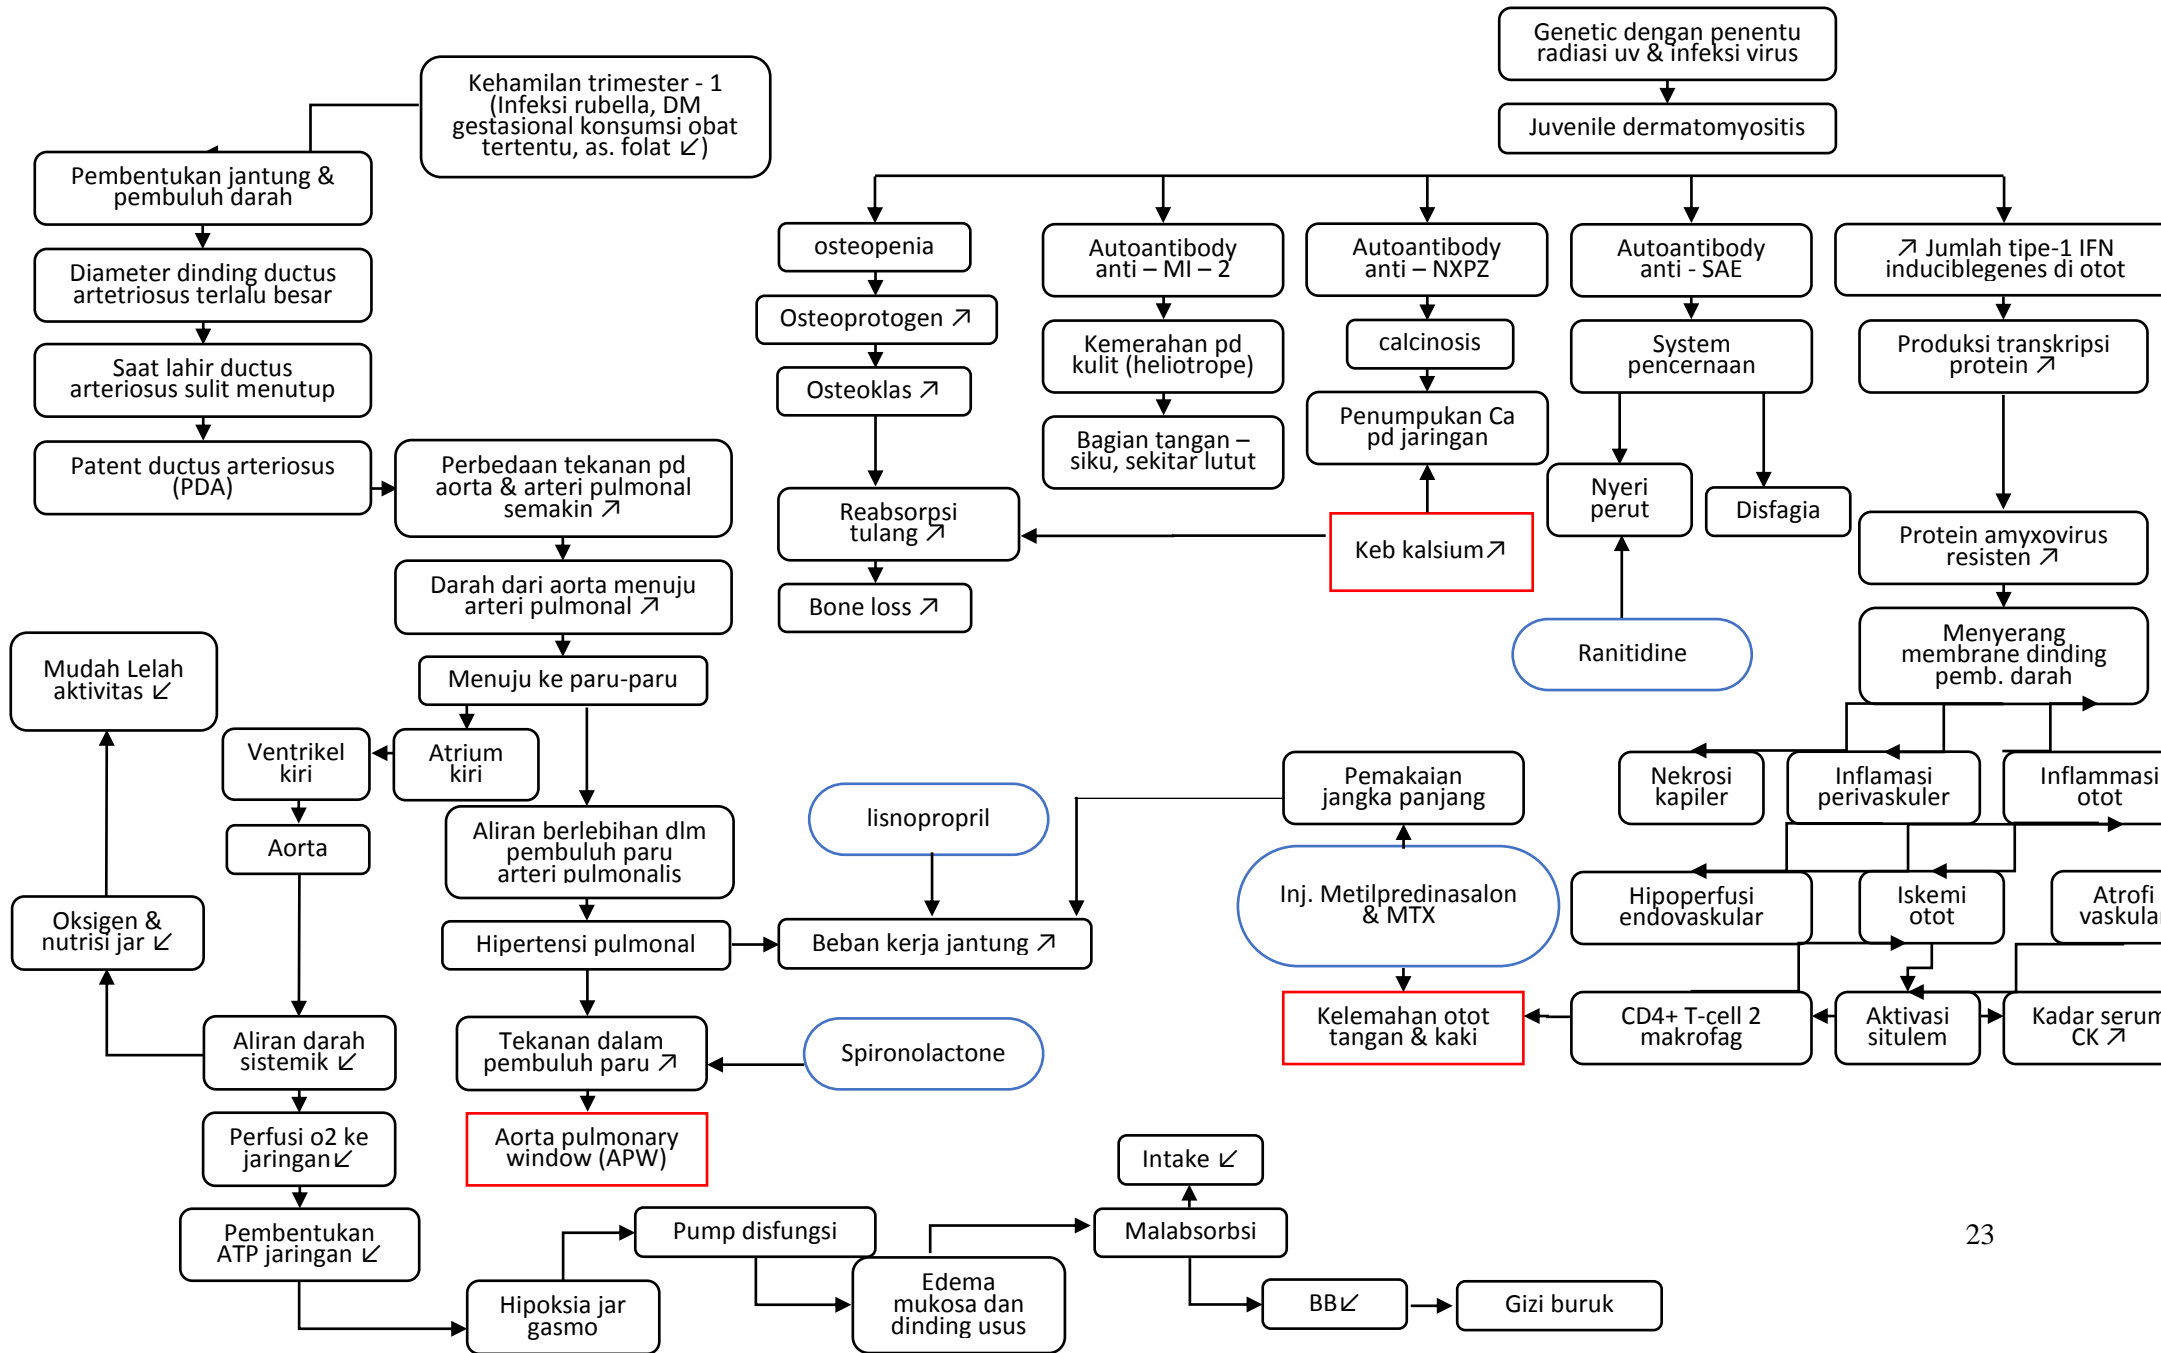 Genetic dengan penentu
radiasi uv & infeksi virus
Kehamilan trimester - 1
(Infeksi rubella, DM
gestasional konsumsi obat
tertentu, as. folat ↙)
Juvenile dermatomyositis
Pembentukan jantung &
pembuluh darah
osteopenia
Autoantibody
anti – MI – 2
Autoantibody
anti – NXPZ
Autoantibody
anti - SAE
↗ Jumlah tipe-1 IFN
induciblegenes di otot
Diameter dinding ductus
artetriosus terlalu besar
Osteoprotogen ↗
Kemerahan pd
kulit (heliotrope)
calcinosis
System
pencernaan
Produksi transkripsi
protein ↗
Saat lahir ductus
arteriosus sulit menutup
Osteoklas ↗
Bagian tangan –
siku, sekitar lutut
Penumpukan Ca
pd jaringan
Patent ductus arteriosus
(PDA)
Perbedaan tekanan pd
aorta & arteri pulmonal
semakin ↗
Reabsorpsi
tulang ↗
Keb kalsium↗
Nyeri
perut
Disfagia
Protein amyxovirus
resisten ↗
Darah dari aorta menuju
arteri pulmonal ↗
Bone loss ↗
Ranitidine
Menyerang
membrane dinding
pemb. darah
Mudah Lelah
aktivitas ↙
Menuju ke paru-paru
Ventrikel
kiri
Atrium
kiri
Pemakaian
jangka panjang
Nekrosi
kapiler
Inflamasi
perivaskuler
Inflammasi
otot
Aorta
Aliran berlebihan dlm
pembuluh paru
arteri pulmonalis
lisnopropril
Inj. Metilpredinasalon
& MTX
Hipoperfusi
endovaskular
Iskemi
otot
Atrofi
vaskular
Oksigen &
nutrisi jar ↙
Hipertensi pulmonal
Beban kerja jantung ↗
Aliran darah
sistemik ↙
Tekanan dalam
pembuluh paru ↗
Spironolactone
Kelemahan otot
tangan & kaki
CD4+ T-cell 2
makrofag
Aktivasi
situlem
Kadar serum
CK ↗
Perfusi o2 ke
jaringan↙
Aorta pulmonary
window (APW)
Intake ↙
Pembentukan
ATP jaringan ↙
Pump disfungsi
Malabsorbsi
23
Hipoksia jar
gasmo
Edema
mukosa dan
dinding usus
BB↙
Gizi buruk